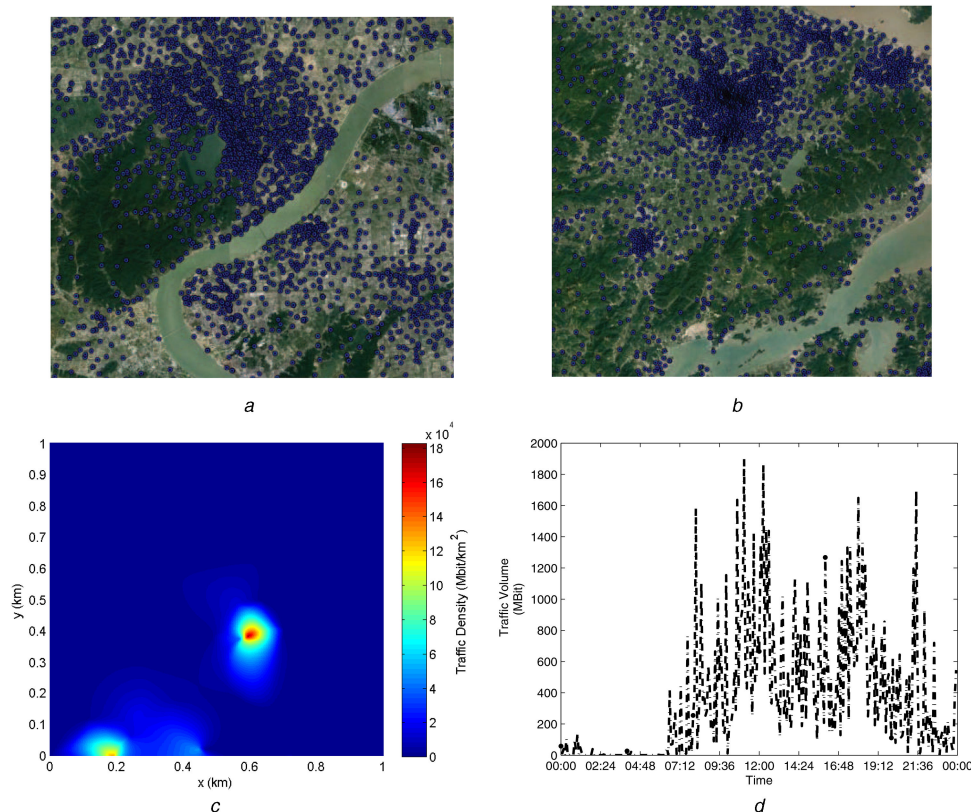 a
b
x 10 4
1
0.9
0.8
0.7
0.6
0.5
0.4
0.3
0.2
0.1
0
y (km)
0 0.2 0.4 0.6 0.8 1
x (km)
18
16
14
12
10
8
6
4
2
0
Traffic Density (Mbit/km2)
c
2000
1800
1600
1400
1200
1000
800
600
400
200
0
Traffic Volume
(MBit)
00:00 02:24 04:48 07:12 09:36 12:00 14:24 16:48 19:12 21:36 00:00
Time
d